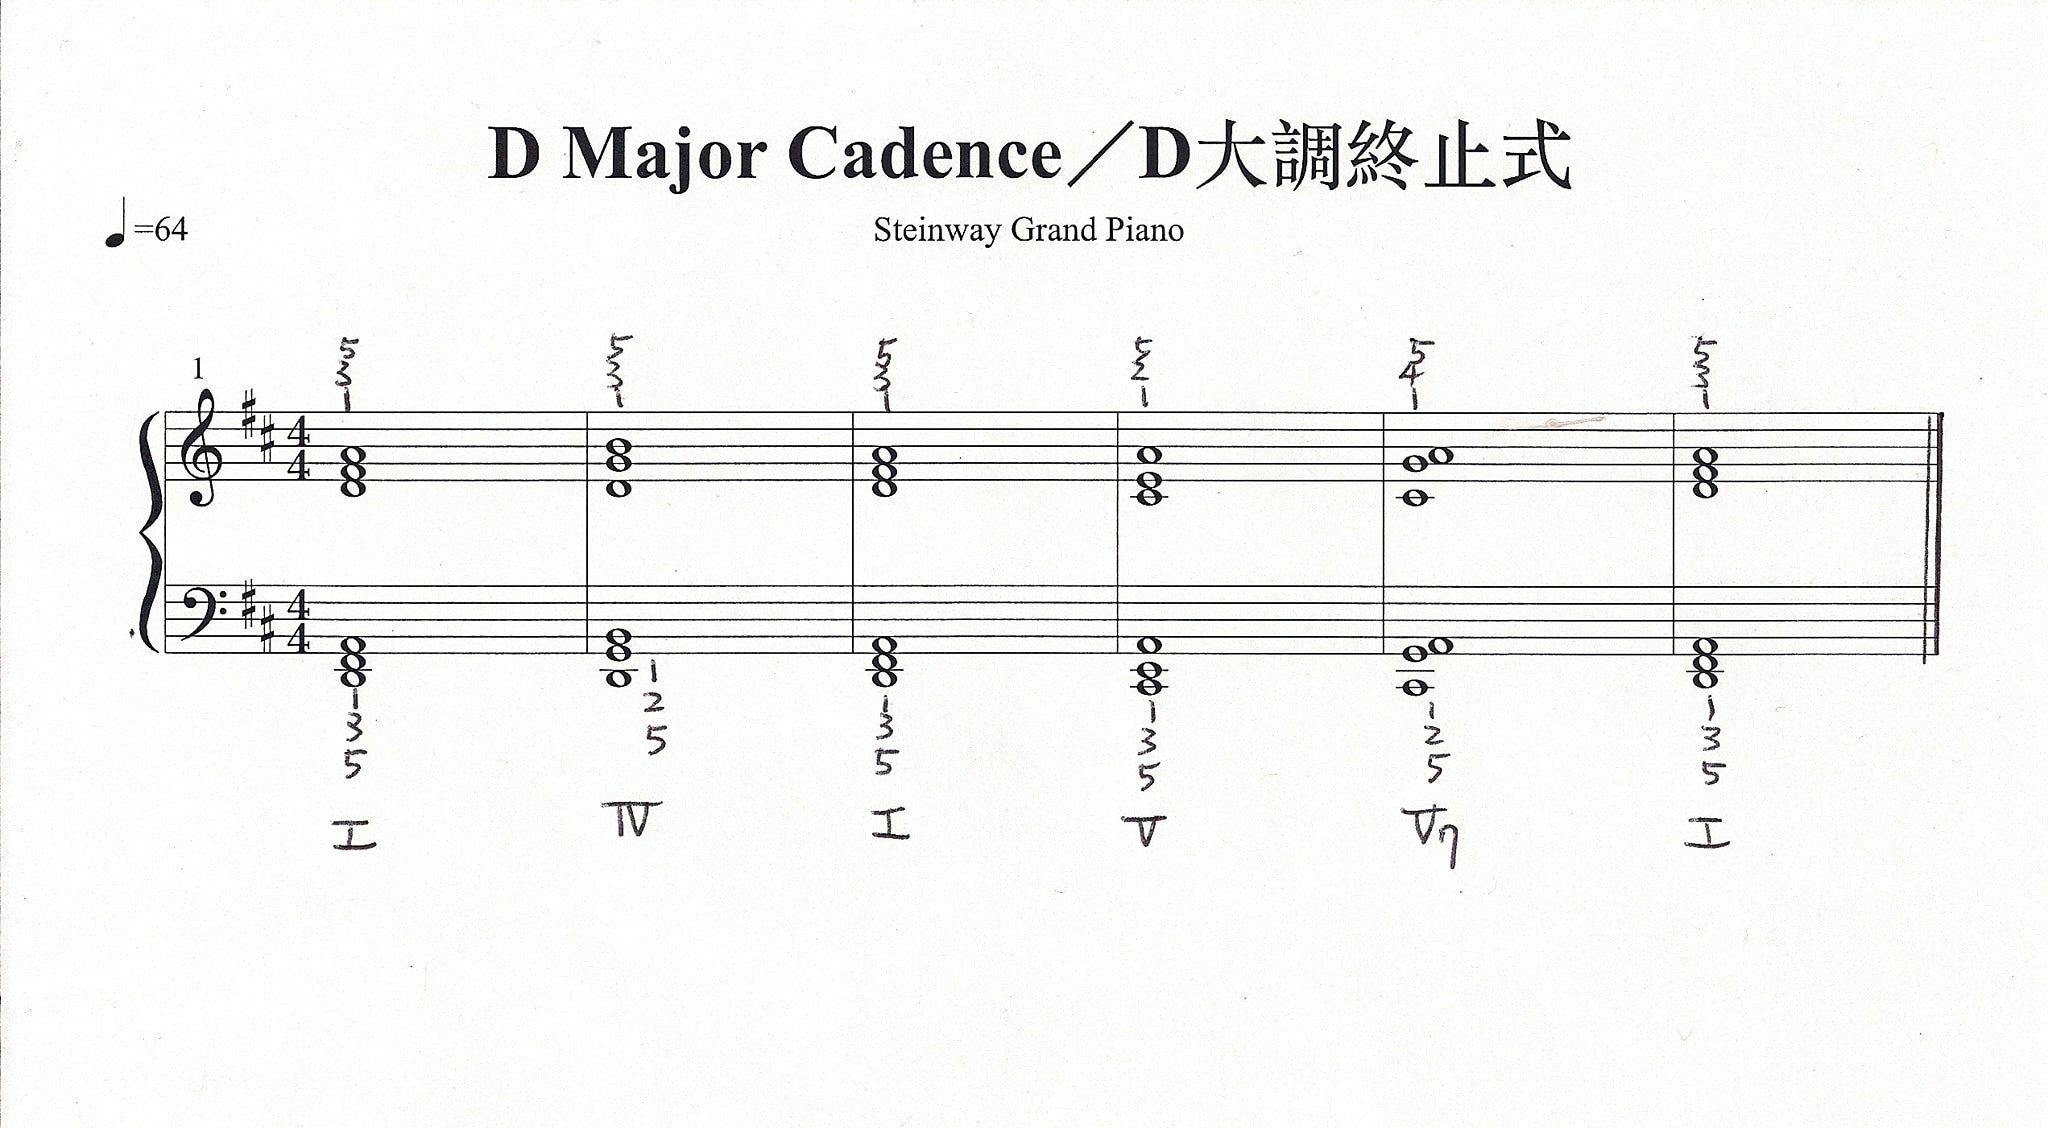 D Major Cadence／D大調終止式
=64
Steinway Grand Piano
1
5 5 5 5 5 5
3 3 3 2 4 3
1 1 1 1 1 1
4 4
4 4
1 1 1 1 1 1
3 2 3 3 2 3
5 5 5 5 5 5
I IV I V V7 I